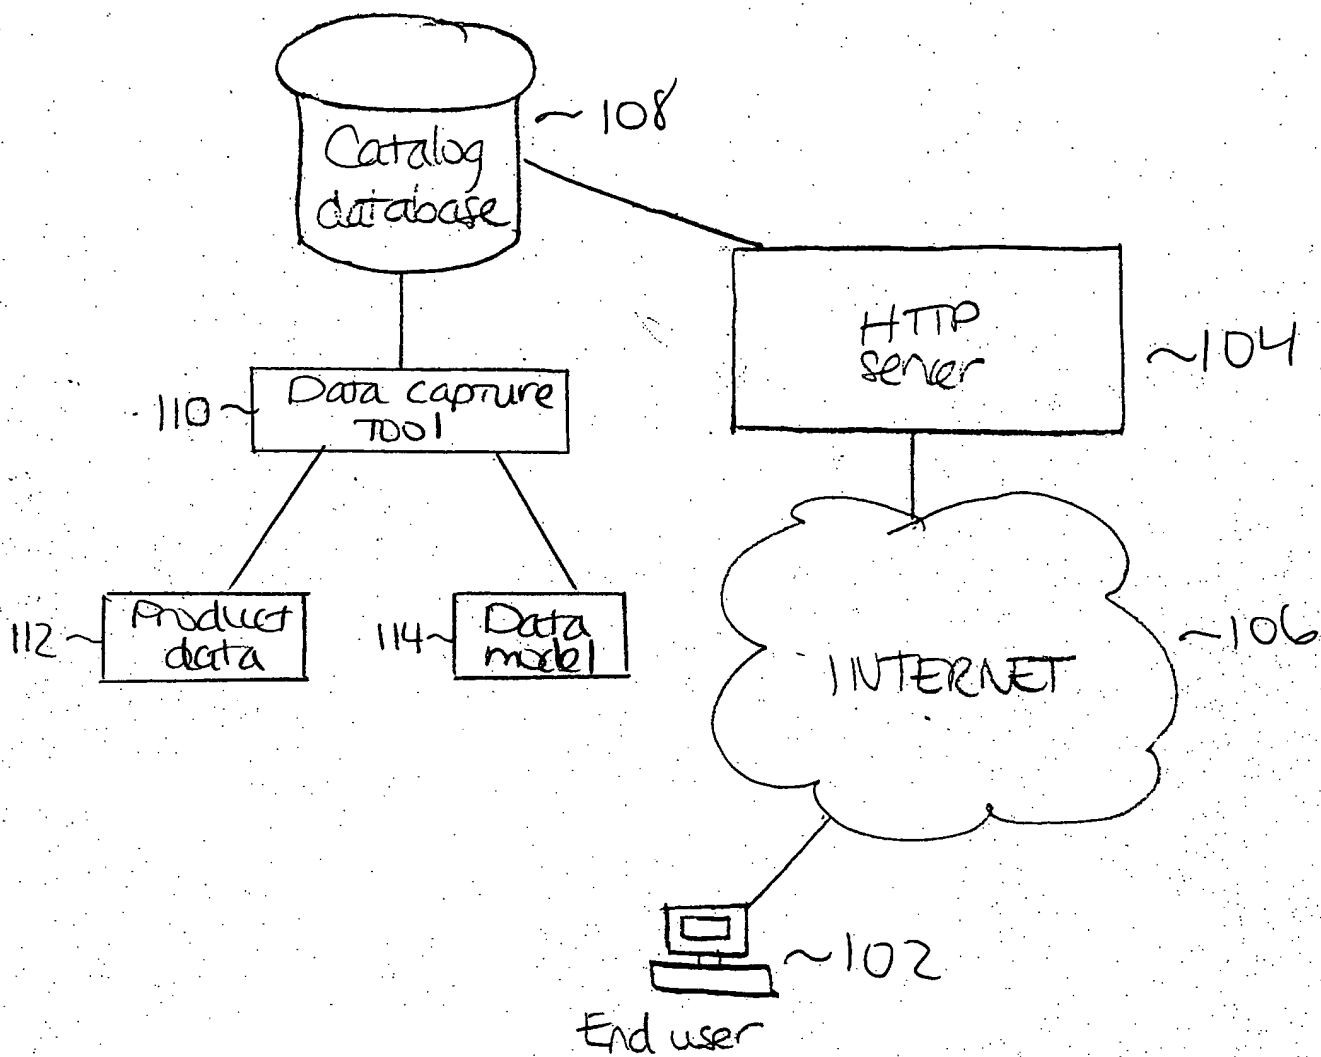 ~ 108
Catalog
database
HTTP
server
~104
110~
Data capture
TOOl
112~
Product
data
114~
Data
model
INTERNET
~106
~102
End user